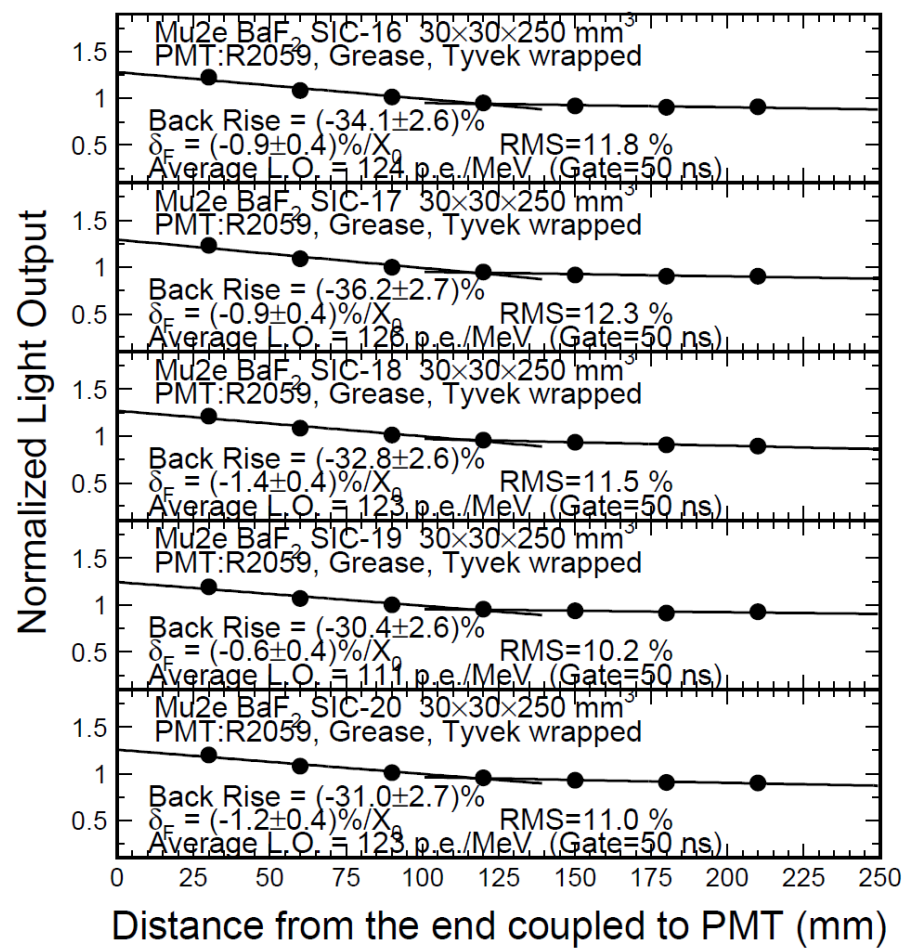 Normalized Light Output
1.5
1
0.5
Mu2e BaF₂ SIC-16 30×30×250 mm³
PMT:R2059, Grease, Tyvek wrapped
Back Rise = (-34.1±2.6)%
δ_F = (-0.9±0.4)%/X₀ RMS=11.8 %
Average L.O. = 124 p.e./MeV (Gate=50 ns)
1.5
1
0.5
Mu2e BaF₂ SIC-17 30×30×250 mm³
PMT:R2059, Grease, Tyvek wrapped
Back Rise = (-36.2±2.7)%
δ_F = (-0.9±0.4)%/X₀ RMS=12.3 %
Average L.O. = 126 p.e./MeV (Gate=50 ns)
1.5
1
0.5
Mu2e BaF₂ SIC-18 30×30×250 mm³
PMT:R2059, Grease, Tyvek wrapped
Back Rise = (-32.8±2.6)%
δ_F = (-1.4±0.4)%/X₀ RMS=11.5 %
Average L.O. = 123 p.e./MeV (Gate=50 ns)
1.5
1
0.5
Mu2e BaF₂ SIC-19 30×30×250 mm³
PMT:R2059, Grease, Tyvek wrapped
Back Rise = (-30.4±2.6)%
δ_F = (-0.6±0.4)%/X₀ RMS=10.2 %
Average L.O. = 111 p.e./MeV (Gate=50 ns)
1.5
1
0.5
Mu2e BaF₂ SIC-20 30×30×250 mm³
PMT:R2059, Grease, Tyvek wrapped
Back Rise = (-31.0±2.7)%
δ_F = (-1.2±0.4)%/X₀ RMS=11.0 %
Average L.O. = 123 p.e./MeV (Gate=50 ns)
0 25 50 75 100 125 150 175 200 225 250
Distance from the end coupled to PMT (mm)